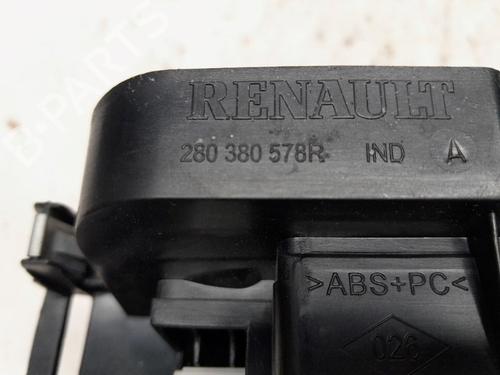 B-PARTS
RENAULT
280 380 578R IND A
>ABS+PC<
026